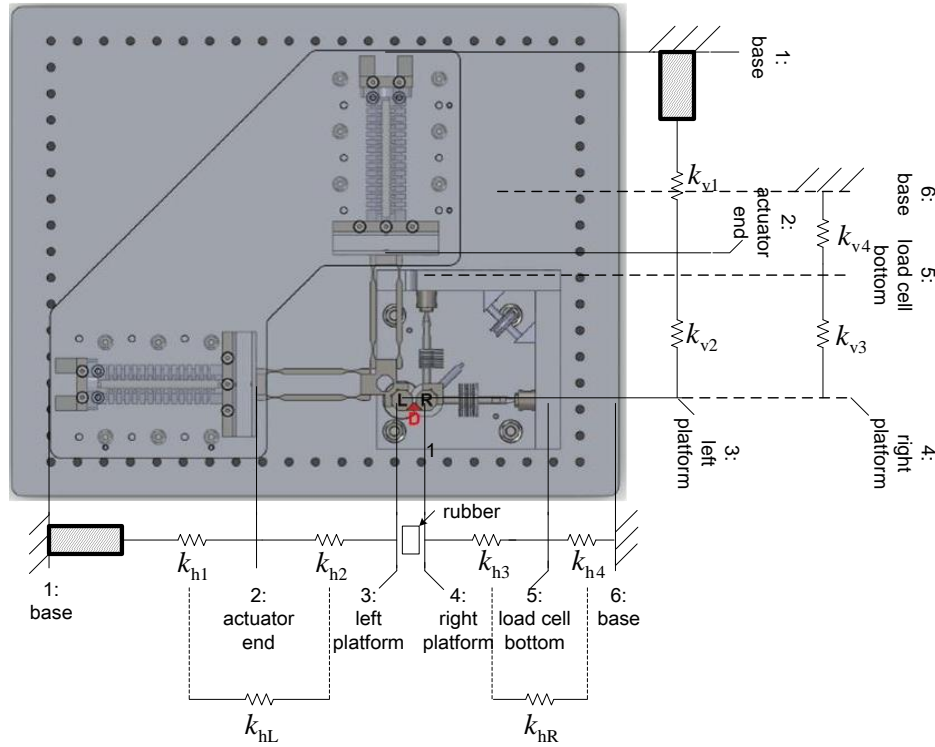 1:
base
k_v1
6:
base
2:
actuator
end
k_v4
5:
load cell
bottom
k_v2
k_v3
L
R
D
1
3:
left
platform
4:
right
platform
rubber
k_h1
k_h2
k_h3
k_h4
1:
base
2:
actuator
end
3:
left
platform
4:
right
platform
5:
load cell
bottom
6:
base
k_hL
k_hR